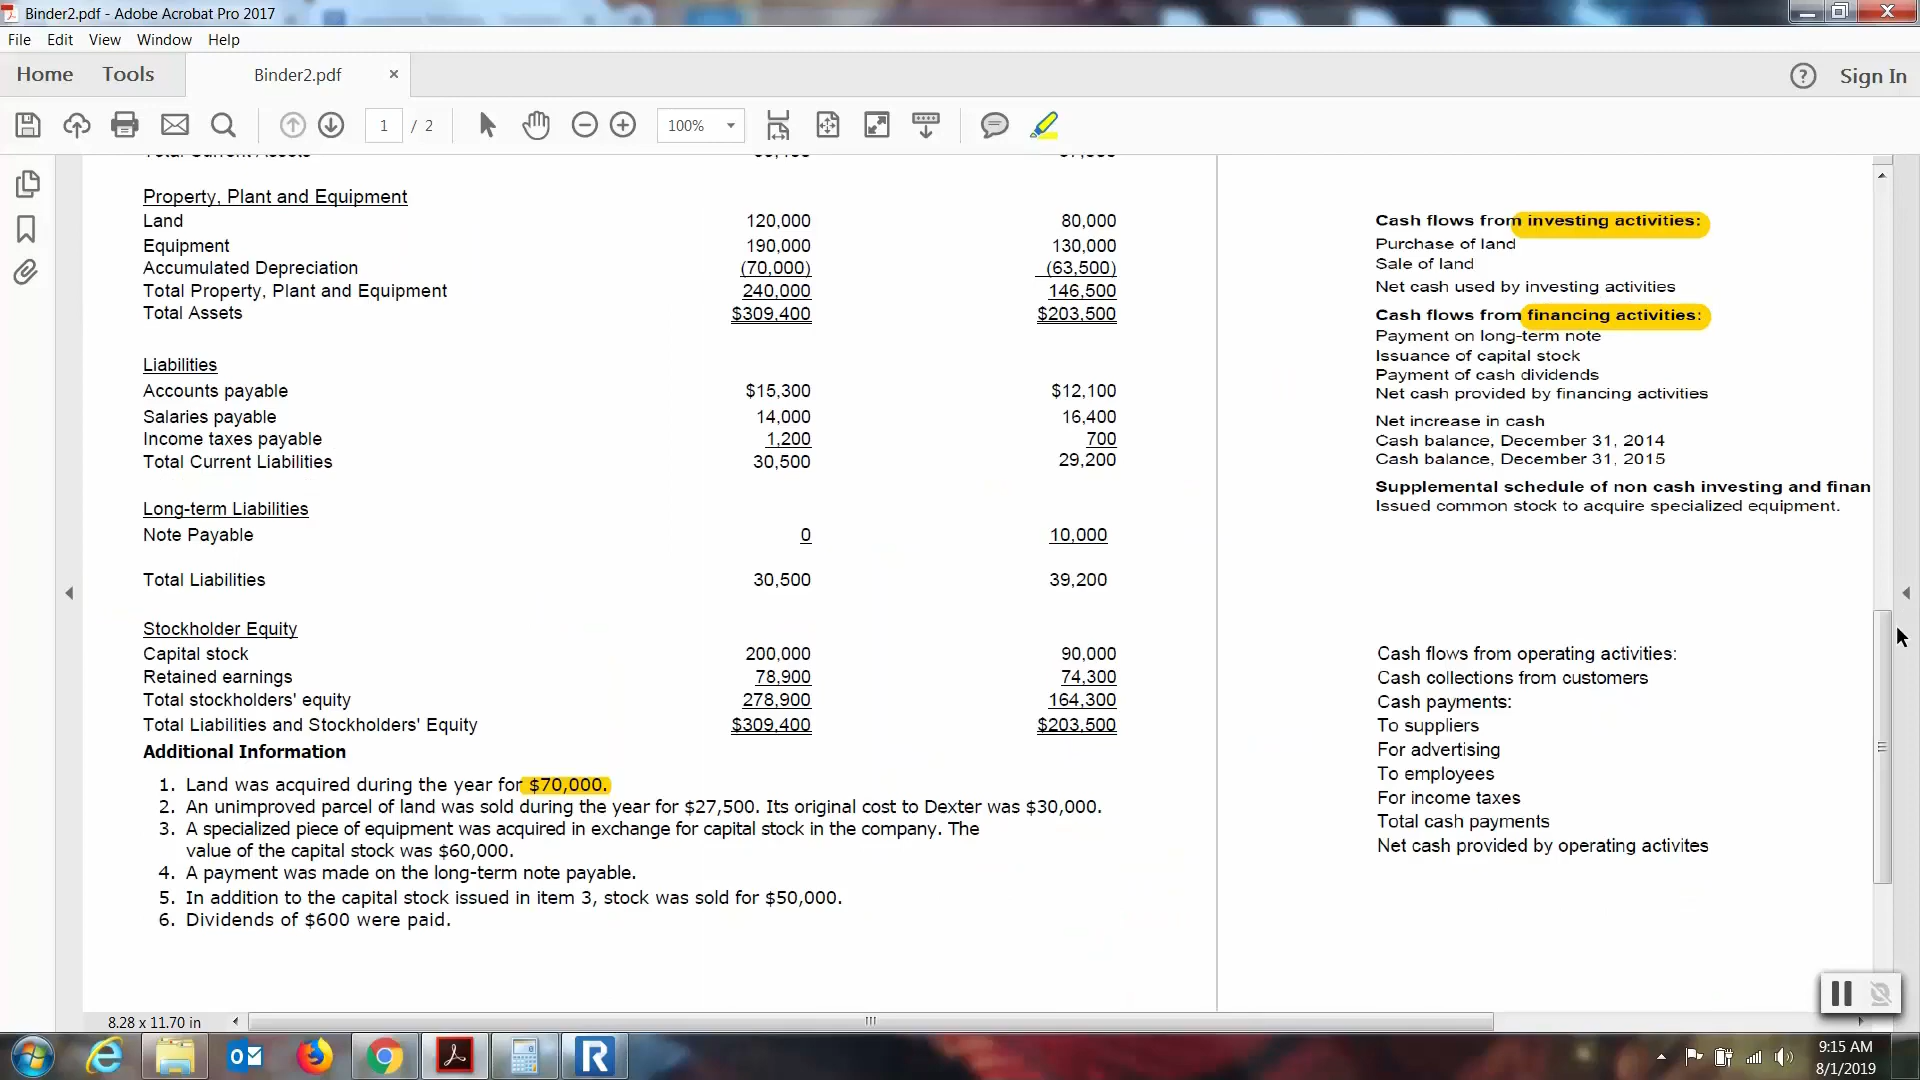 Binder2.pdf - Adobe Acrobat Pro 2017
File Edit View Window Help
Home Tools Binder2.pdf × ? Sign In
1 / 2 100%
Total Current Assets
Property, Plant and Equipment
Land 120,000 80,000
Equipment 190,000 130,000
Accumulated Depreciation (70,000) (63,500)
Total Property, Plant and Equipment 240,000 146,500
Total Assets $309,400 $203,500
Liabilities
Accounts payable $15,300 $12,100
Salaries payable 14,000 16,400
Income taxes payable 1,200 700
Total Current Liabilities 30,500 29,200
Long-term Liabilities
Note Payable 0 10,000
Total Liabilities 30,500 39,200
Stockholder Equity
Capital stock 200,000 90,000
Retained earnings 78,900 74,300
Total stockholders' equity 278,900 164,300
Total Liabilities and Stockholders' Equity $309,400 $203,500
Additional Information
1. Land was acquired during the year for $70,000.
2. An unimproved parcel of land was sold during the year for $27,500. Its original cost to Dexter was $30,000.
3. A specialized piece of equipment was acquired in exchange for capital stock in the company. The
value of the capital stock was $60,000.
4. A payment was made on the long-term note payable.
5. In addition to the capital stock issued in item 3, stock was sold for $50,000.
6. Dividends of $600 were paid.
Cash flows from investing activities:
Purchase of land
Sale of land
Net cash used by investing activities
Cash flows from financing activities:
Payment on long-term note
Issuance of capital stock
Payment of cash dividends
Net cash provided by financing activities
Net increase in cash
Cash balance, December 31, 2014
Cash balance, December 31, 2015
Supplemental schedule of non cash investing and finan
Issued common stock to acquire specialized equipment.
Cash flows from operating activities:
Cash collections from customers
Cash payments:
To suppliers
For advertising
To employees
For income taxes
Total cash payments
Net cash provided by operating activites
8.28 x 11.70 in
9:15 AM
8/1/2019